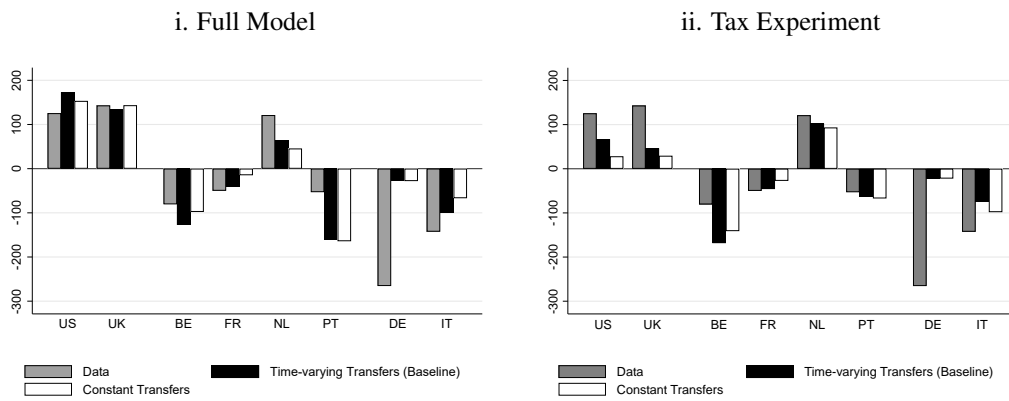 i. Full Model
200
100
0
-100
-200
-300
US UK BE FR NL PT DE IT
Data
Time-varying Transfers (Baseline)
Constant Transfers
ii. Tax Experiment
200
100
0
-100
-200
-300
US UK BE FR NL PT DE IT
Data
Time-varying Transfers (Baseline)
Constant Transfers